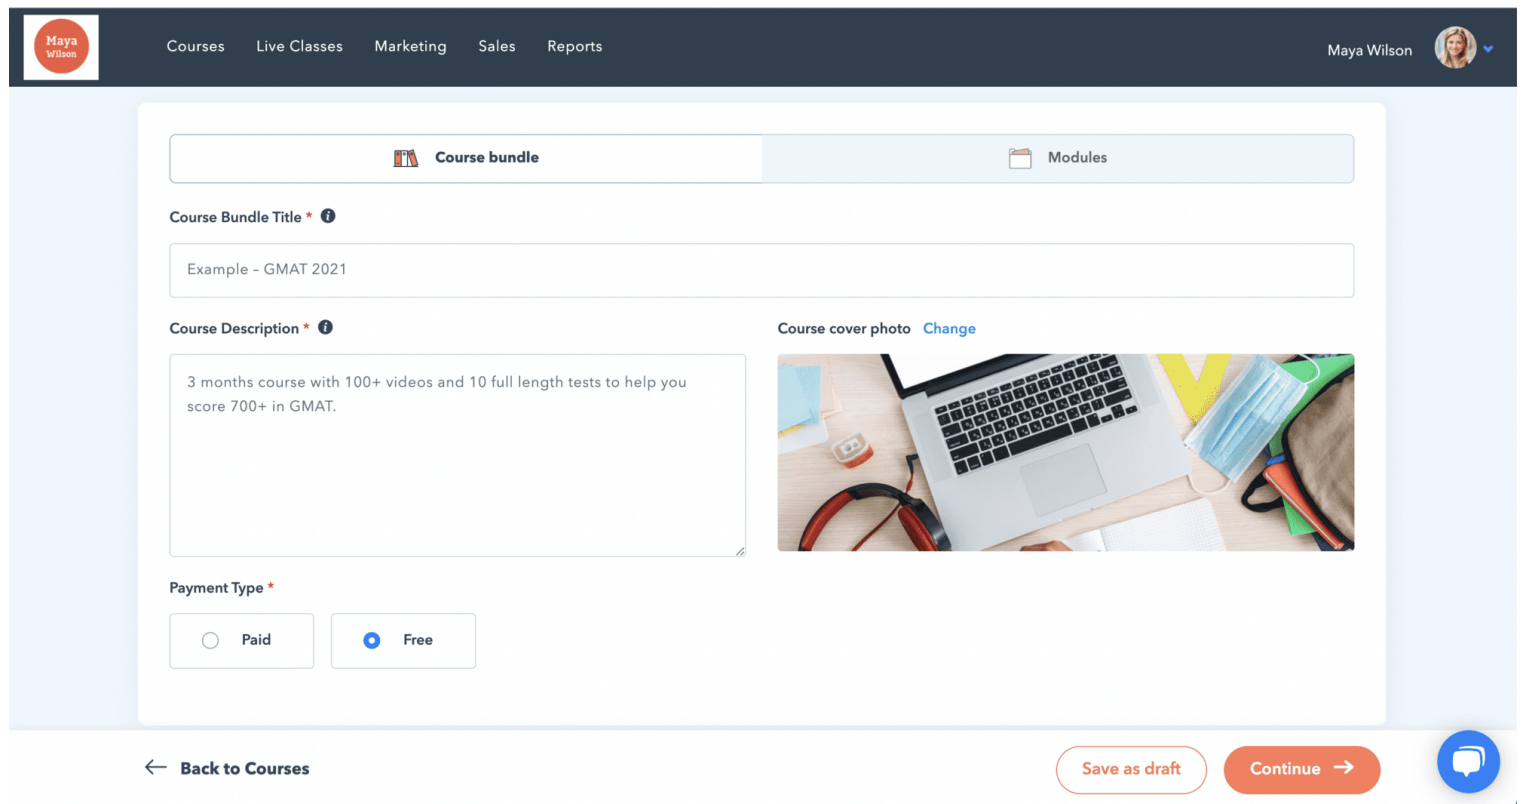 Maya
Wilson
Courses
Live Classes
Marketing
Sales
Reports
Maya Wilson
Course bundle
Modules
Course Bundle Title *
Example – GMAT 2021
Course Description *
Course cover photo Change
3 months course with 100+ videos and 10 full length tests to help you
score 700+ in GMAT.
Payment Type *
Paid
Free
Back to Courses
Save as draft
Continue